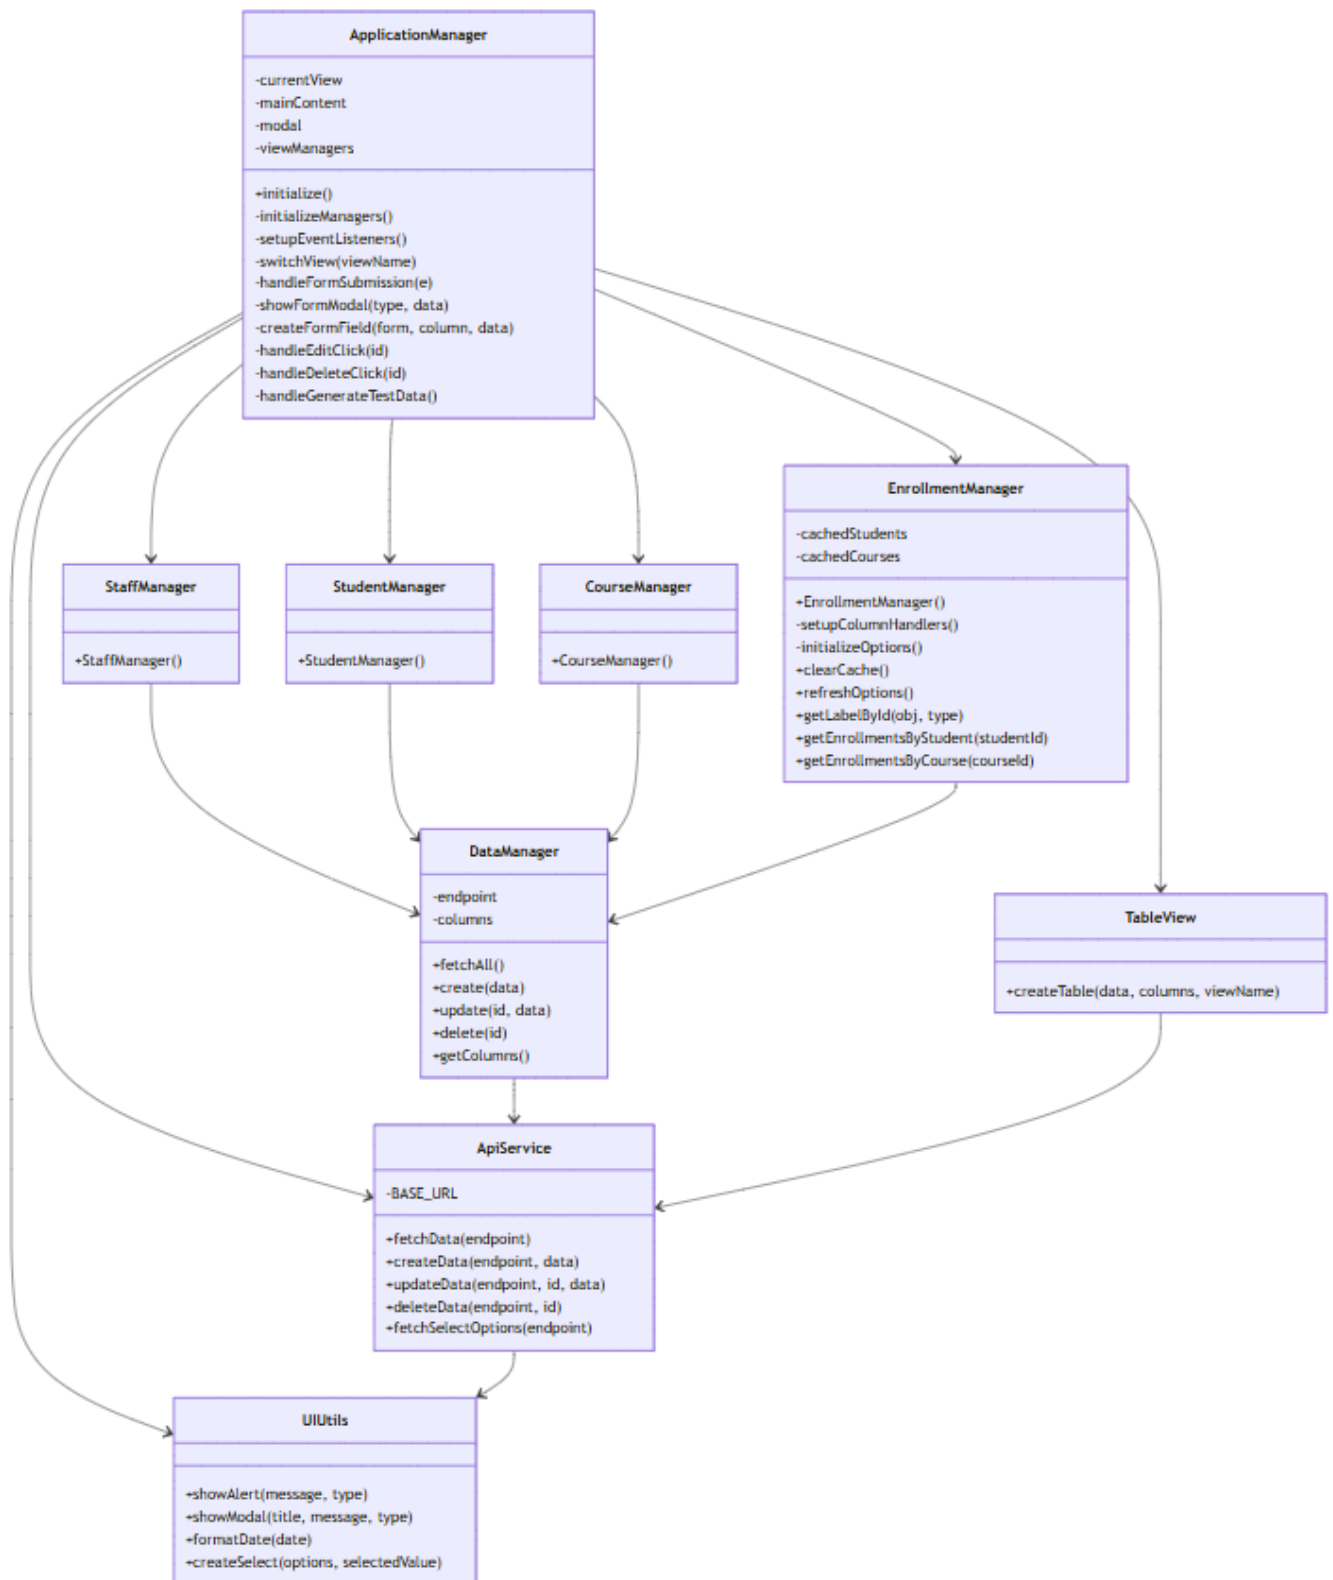 ApplicationManager
-currentView
-mainContent
-modal
-viewManagers
+initialize()
-initializeManagers()
-setupEventListeners()
-switchView(viewName)
-handleFormSubmission(e)
-showFormModal(type, data)
-createFormField(form, column, data)
-handleEditClick(id)
-handleDeleteClick(id)
-handleGenerateTestData()
EnrollmentManager
-cachedStudents
-cachedCourses
+EnrollmentManager()
-setupColumnHandlers()
-initializeOptions()
+clearCache()
+refreshOptions()
+getLabelById(obj, type)
+getEnrollmentsByStudent(studentId)
+getEnrollmentsByCourse(courseId)
StaffManager
+StaffManager()
StudentManager
+StudentManager()
CourseManager
+CourseManager()
DataManager
-endpoint
-columns
+fetchAll()
+create(data)
+update(id, data)
+delete(id)
+getColumns()
TableView
+createTable(data, columns, viewName)
ApiService
-BASE_URL
+fetchData(endpoint)
+createData(endpoint, data)
+updateData(endpoint, id, data)
+deleteData(endpoint, id)
+fetchSelectOptions(endpoint)
UIUtils
+showAlert(message, type)
+showModal(title, message, type)
+formatDate(date)
+createSelect(options, selectedValue)